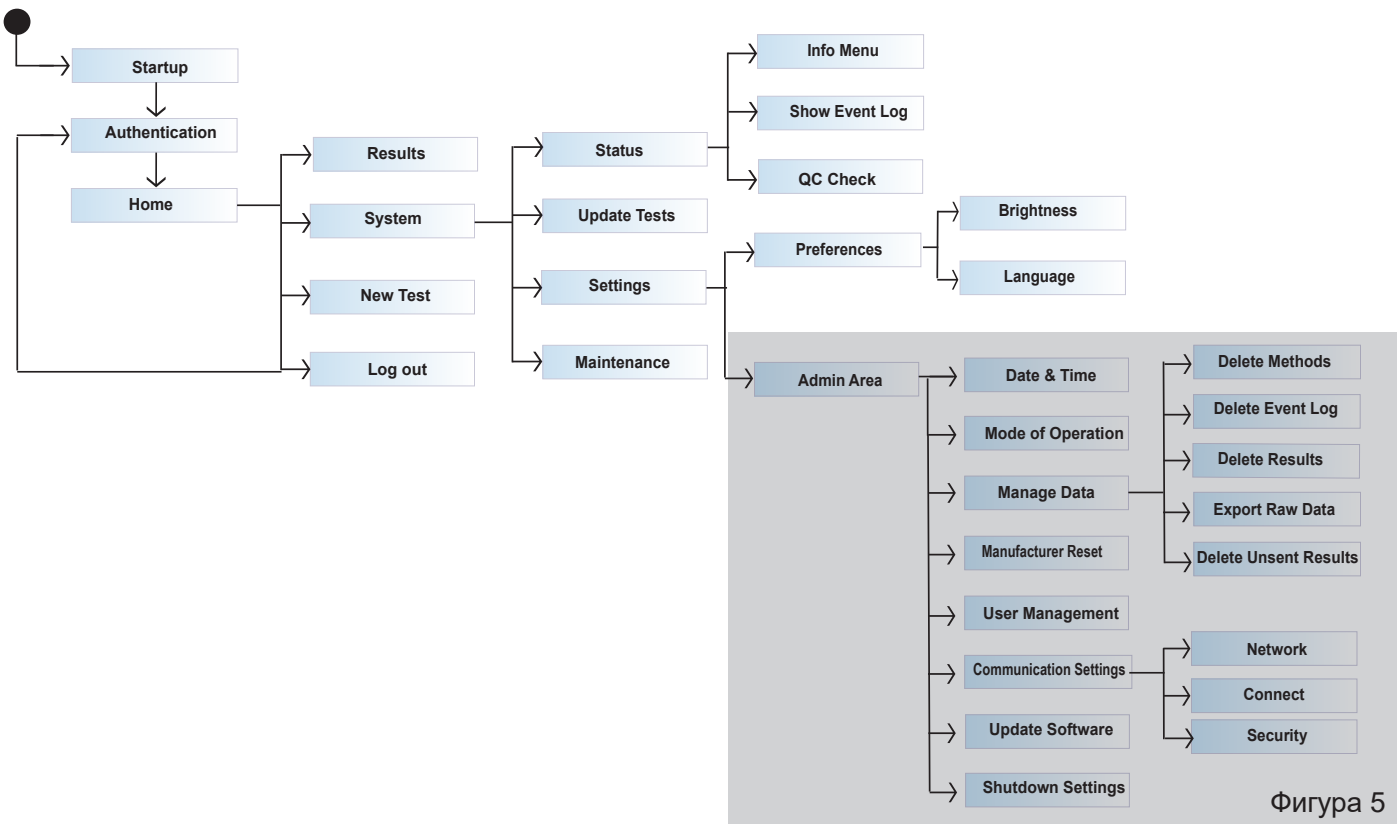 Startup
Authentication
Home
Results
System
New Test
Log out
Status
Update Tests
Settings
Maintenance
Info Menu
Show Event Log
QC Check
Preferences
Brightness
Language
Admin Area
Date & Time
Mode of Operation
Manage Data
Manufacturer Reset
User Management
Communication Settings
Update Software
Shutdown Settings
Delete Methods
Delete Event Log
Delete Results
Export Raw Data
Delete Unsent Results
Network
Connect
Security
Фигура 5